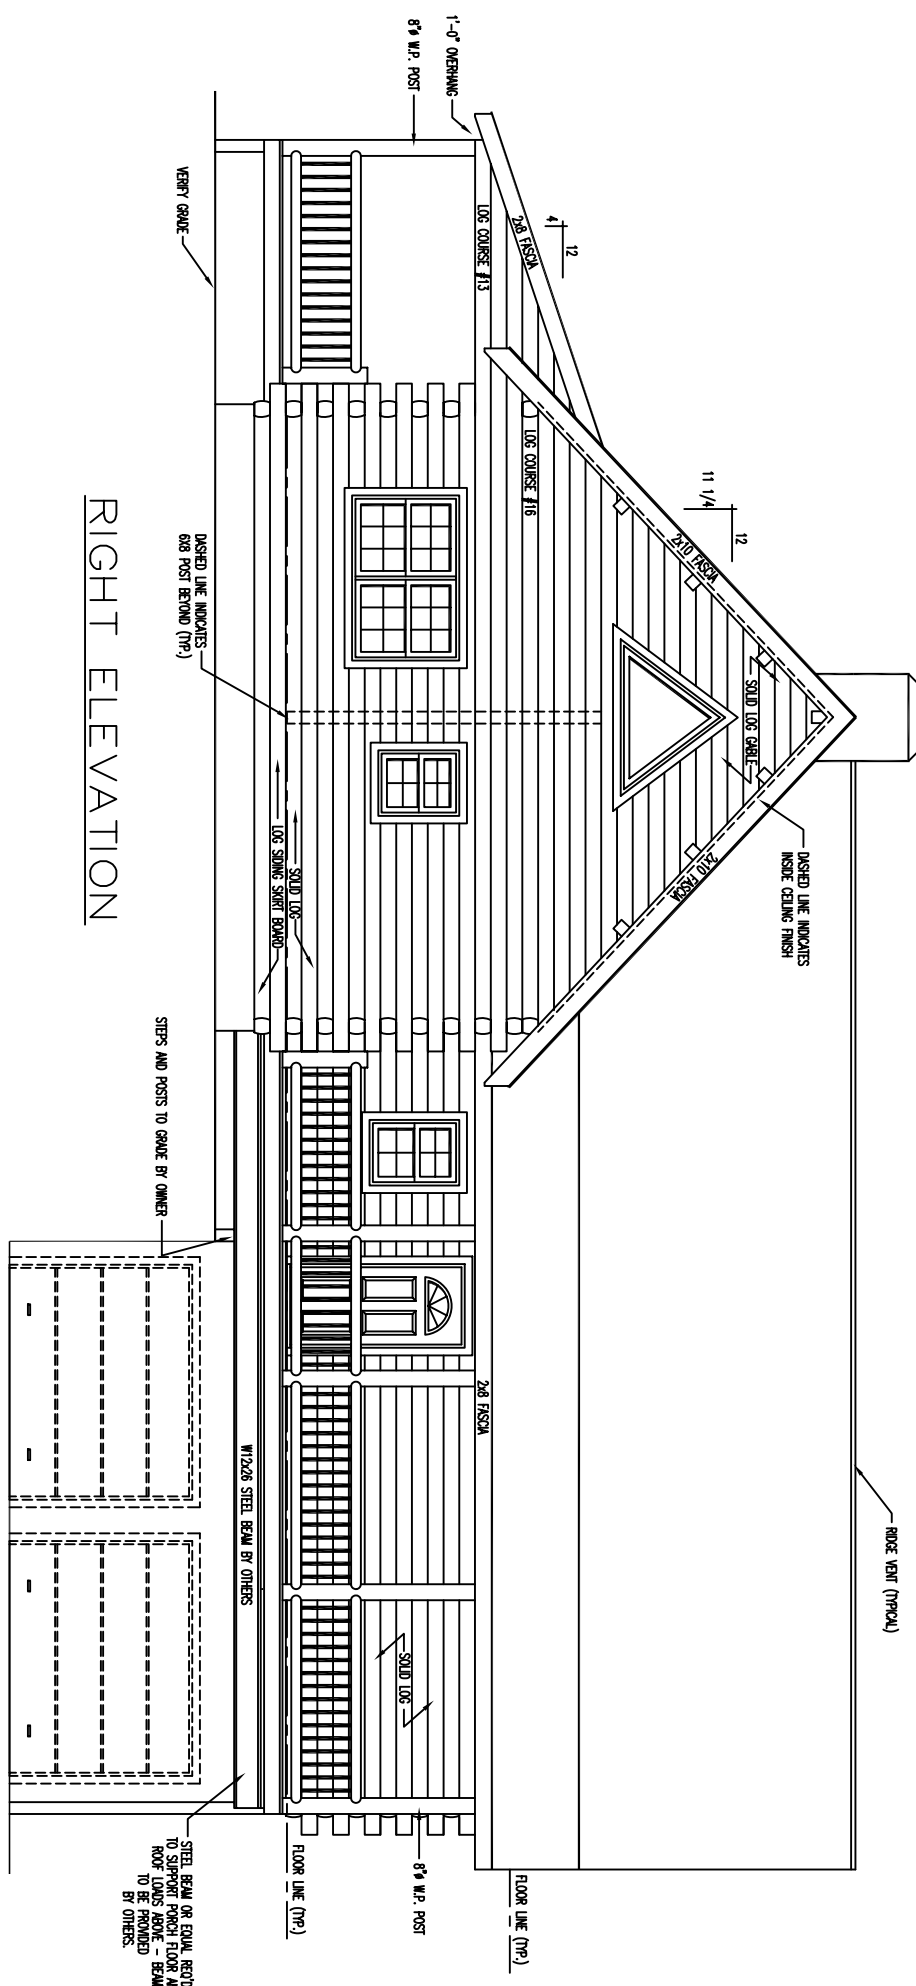 RIDGE VENT (TYPICAL)
12
11 1/4
2x10 FASCIA
SOLID LOG GABLE
DASHED LINE INDICATES
INSIDE CEILING FINISH
2x10 FASCIA
12
4
2x8 FASCIA
LOG COURSE #16
LOG COURSE #13
1'-0" OVERHANG
8"ø W.P. POST
2x8 FASCIA
FLOOR LINE (TYP.)
8"ø W.P. POST
SOLID LOG
SOLID LOG
LOG SIDING SKIRT BOARD
FLOOR LINE (TYP.)
W12x26 STEEL BEAM BY OTHERS
VERIFY GRADE
DASHED LINE INDICATES
6X8 POST BEYOND (TYP.)
STEPS AND POSTS TO GRADE BY OWNER
STEEL BEAM OR EQUAL REQ'D
TO SUPPORT PORCH FLOOR
ROOF LOADS ABOVE - BEAM
TO BE PROVIDED
BY OTHERS.
RIGHT ELEVATION